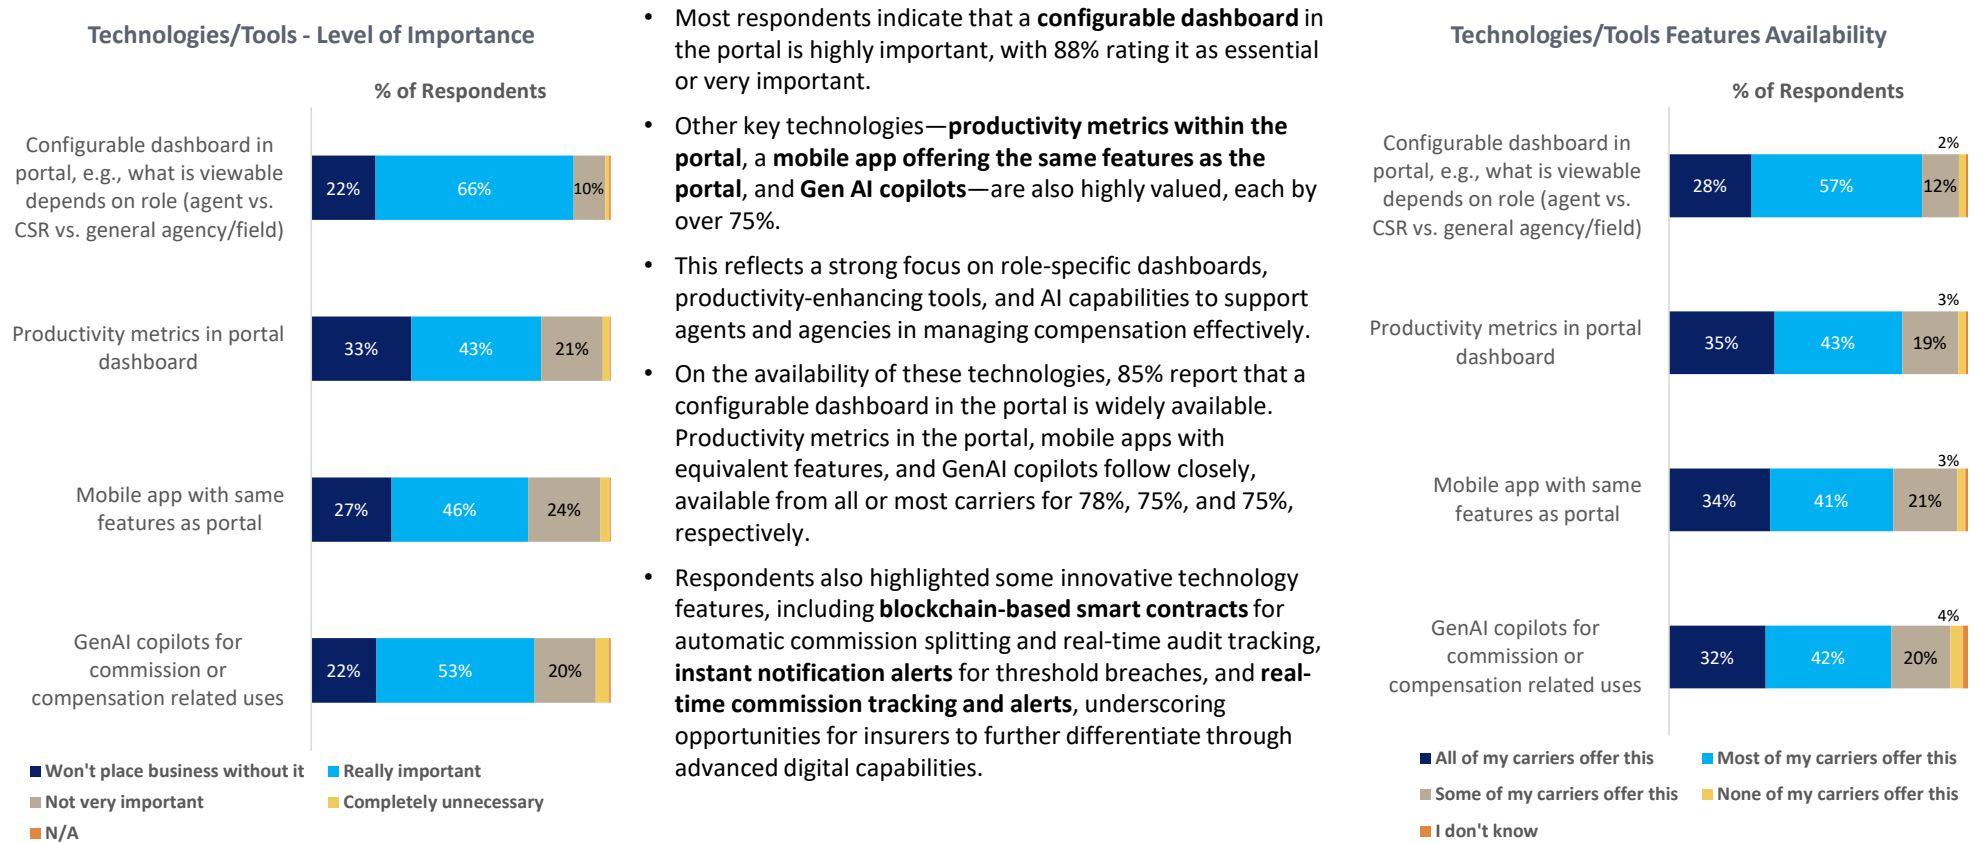 Technologies/Tools - Level of Importance
% of Respondents
Configurable dashboard in
portal, e.g., what is viewable
depends on role (agent vs.
CSR vs. general agency/field)
22%
66%
10%
Productivity metrics in portal
dashboard
33%
43%
21%
Mobile app with same
features as portal
27%
46%
24%
GenAI copilots for
commission or
compensation related uses
22%
53%
20%
Won't place business without it
Really important
Not very important
Completely unnecessary
N/A
• Most respondents indicate that a configurable dashboard in
the portal is highly important, with 88% rating it as essential
or very important.
• Other key technologies—productivity metrics within the
portal, a mobile app offering the same features as the
portal, and Gen AI copilots—are also highly valued, each by
over 75%.
• This reflects a strong focus on role-specific dashboards,
productivity-enhancing tools, and AI capabilities to support
agents and agencies in managing compensation effectively.
• On the availability of these technologies, 85% report that a
configurable dashboard in the portal is widely available.
Productivity metrics in the portal, mobile apps with
equivalent features, and GenAI copilots follow closely,
available from all or most carriers for 78%, 75%, and 75%,
respectively.
• Respondents also highlighted some innovative technology
features, including blockchain-based smart contracts for
automatic commission splitting and real-time audit tracking,
instant notification alerts for threshold breaches, and real-
time commission tracking and alerts, underscoring
opportunities for insurers to further differentiate through
advanced digital capabilities.
Technologies/Tools Features Availability
% of Respondents
Configurable dashboard in
portal, e.g., what is viewable
depends on role (agent vs.
CSR vs. general agency/field)
28%
57%
12%
2%
Productivity metrics in portal
dashboard
35%
43%
19%
3%
Mobile app with same
features as portal
34%
41%
21%
3%
GenAI copilots for
commission or
compensation related uses
32%
42%
20%
4%
All of my carriers offer this
Most of my carriers offer this
Some of my carriers offer this
None of my carriers offer this
I don't know